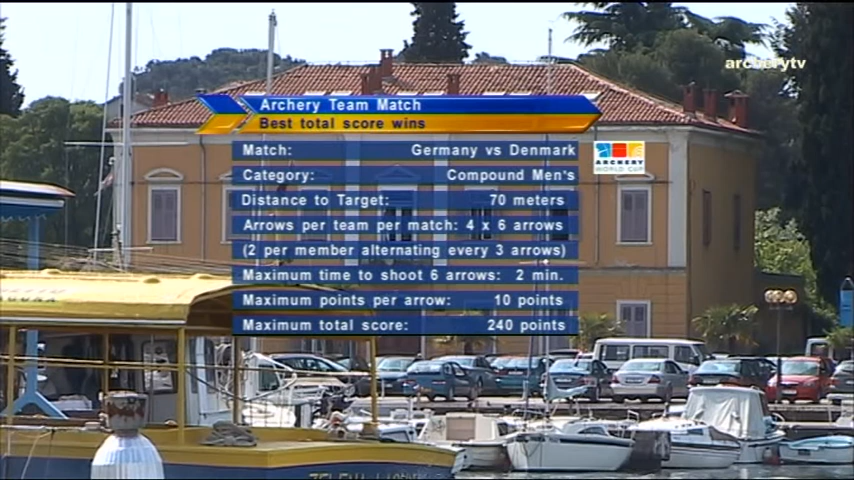 archerytv
Archery Team Match
Best total score wins
Match: Germany vs Denmark
Category: Compound Men's
Distance to Target: 70 meters
Arrows per team per match: 4 x 6 arrows
(2 per member alternating every 3 arrows)
Maximum time to shoot 6 arrows: 2 min.
Maximum points per arrow: 10 points
Maximum total score: 240 points
ARCHERY
WORLD CUP